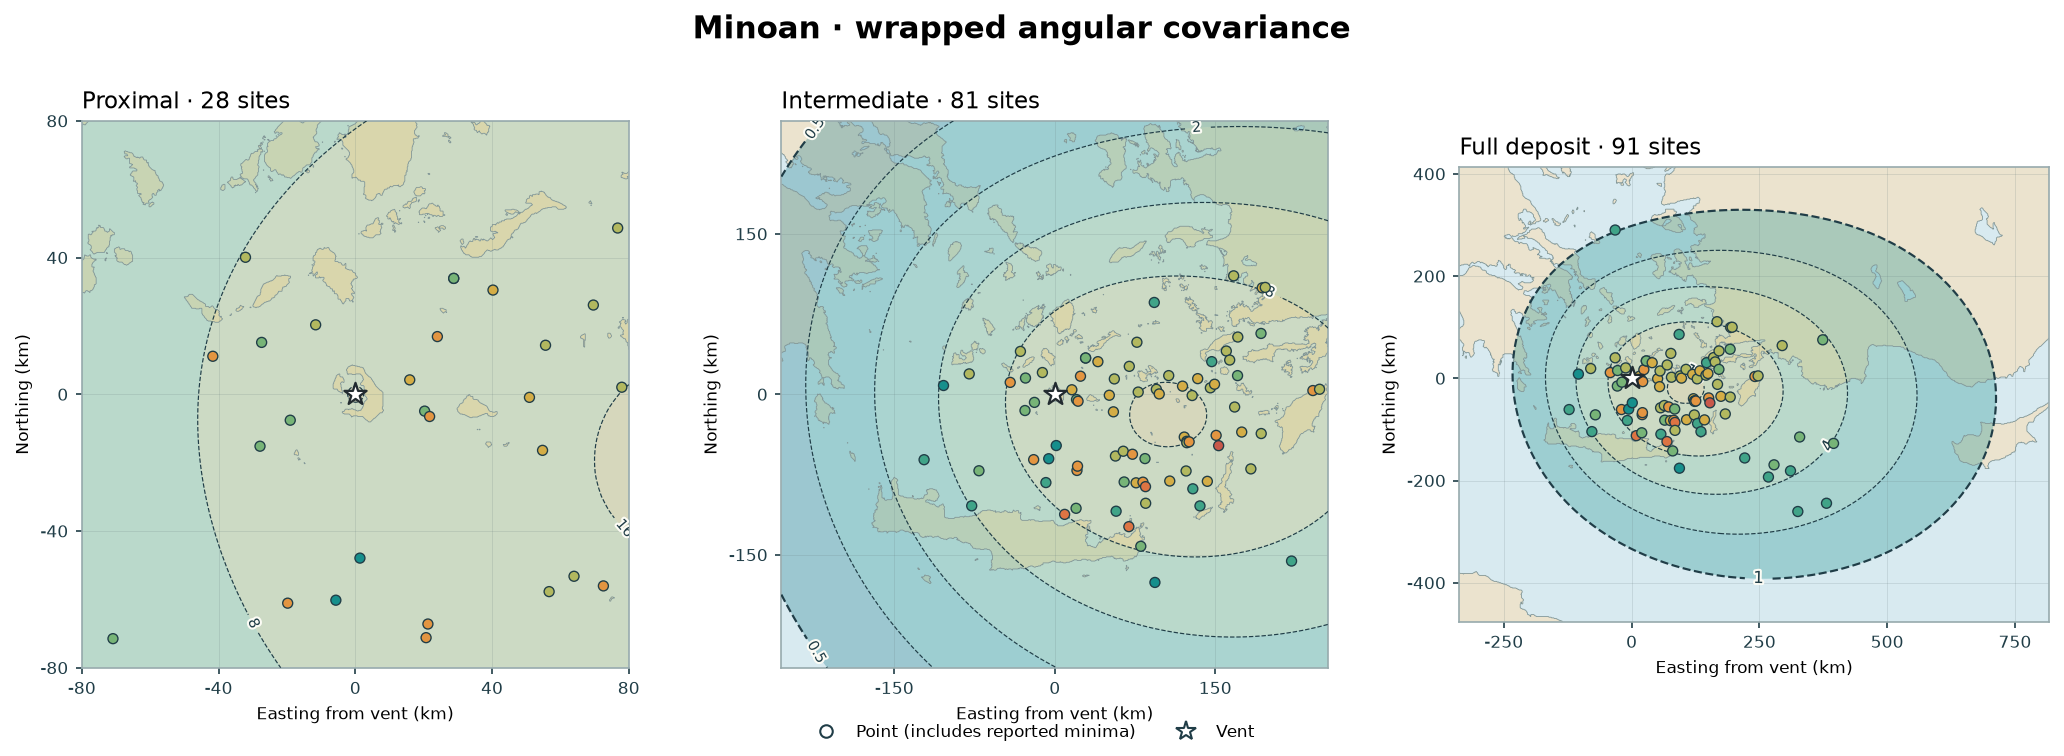 Minoan · wrapped angular covariance
Proximal · 28 sites
Intermediate · 81 sites
Full deposit · 91 sites
80
40
0
-40
-80
-80
-40
0
40
80
Northing (km)
Easting from vent (km)
8
16
150
0
-150
-150
0
150
Northing (km)
Easting from vent (km)
0.5
2
8
0.5
400
200
0
-200
-400
-250
0
250
500
750
Northing (km)
Easting from vent (km)
4
1
Point (includes reported minima)
Vent